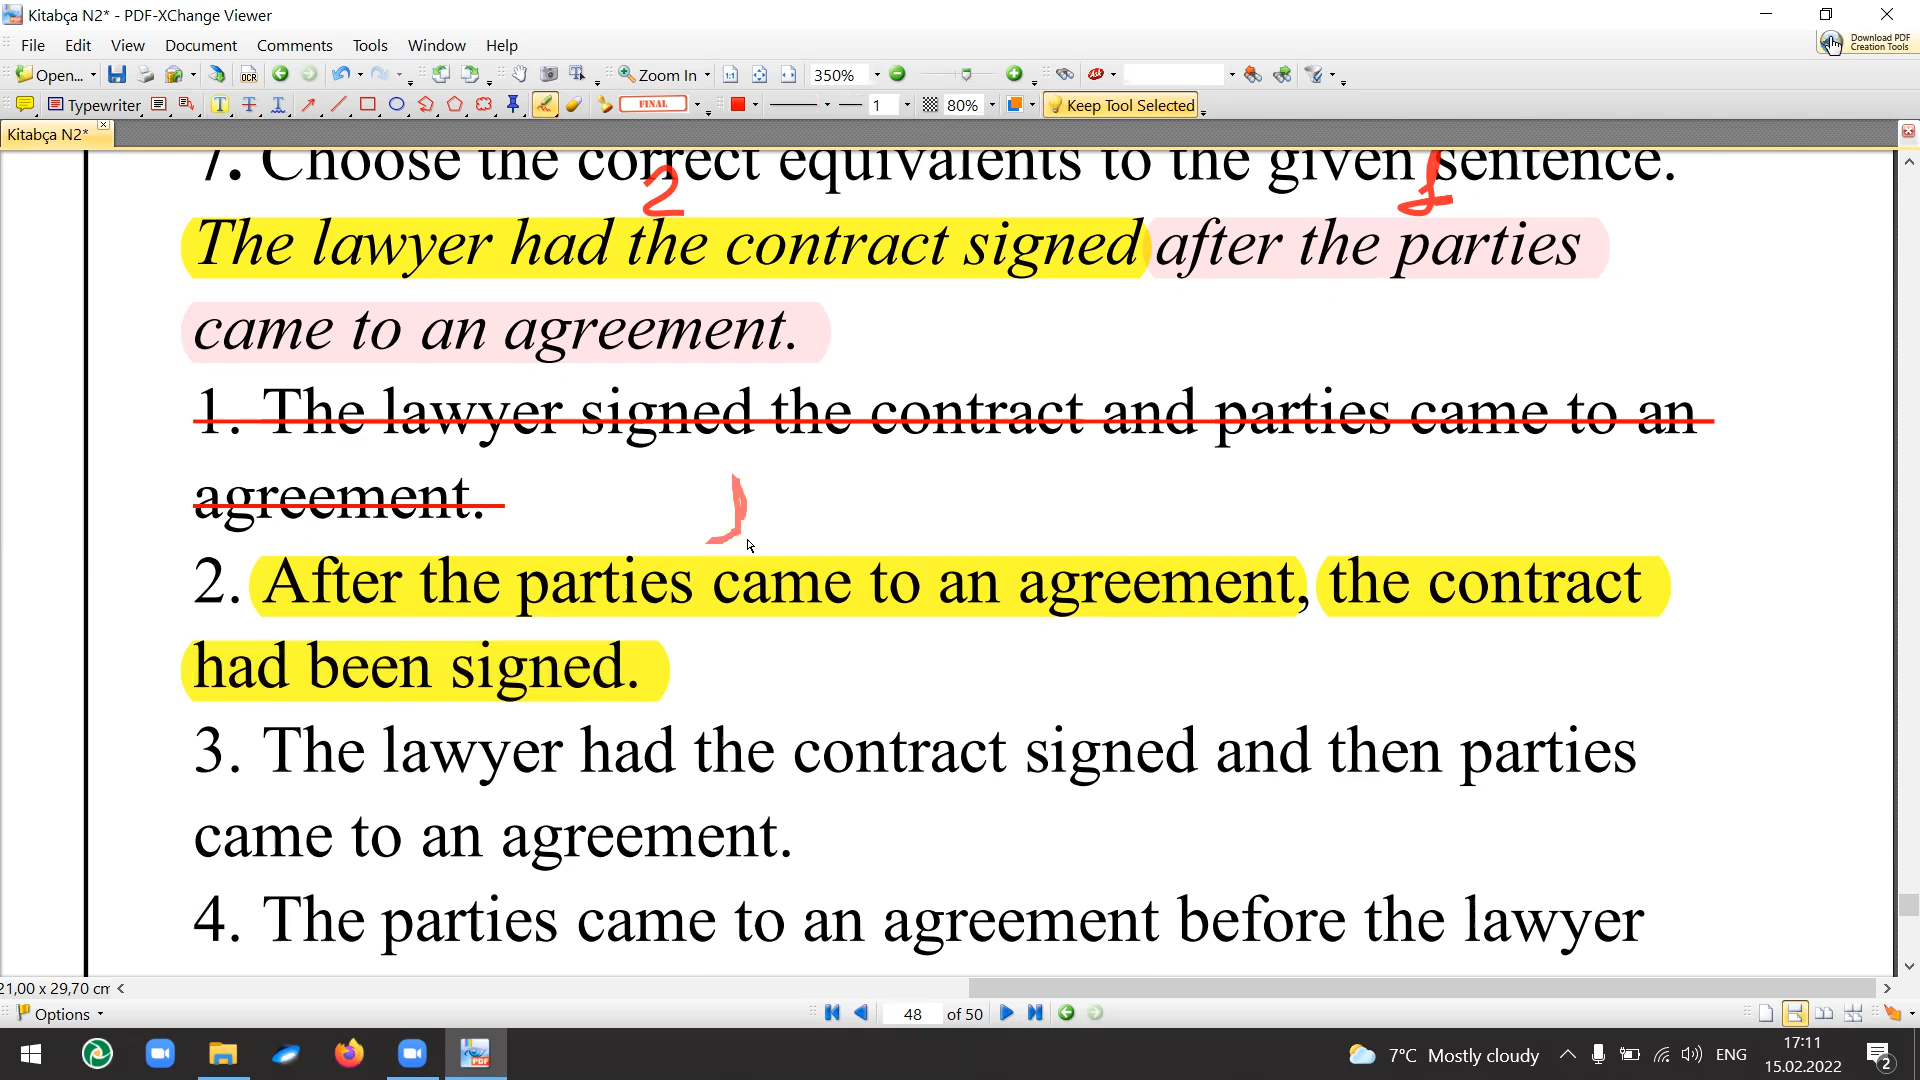 Kitabça N2* - PDF-XChange Viewer
File Edit View Document Comments Tools Window Help
Download PDF
Creation Tools
Open... OCR Zoom In 350%
Typewriter FINAL 1 80% Keep Tool Selected
Kitabça N2*
7. Choose the correct equivalents to the given sentence.
2 1
The lawyer had the contract signed after the parties
came to an agreement.
1. The lawyer signed the contract and parties came to an
agreement.
1
2. After the parties came to an agreement, the contract
had been signed.
3. The lawyer had the contract signed and then parties
came to an agreement.
4. The parties came to an agreement before the lawyer
21,00 x 29,70 cm
Options 48 of 50
7°C Mostly cloudy ENG 17:11
15.02.2022
2